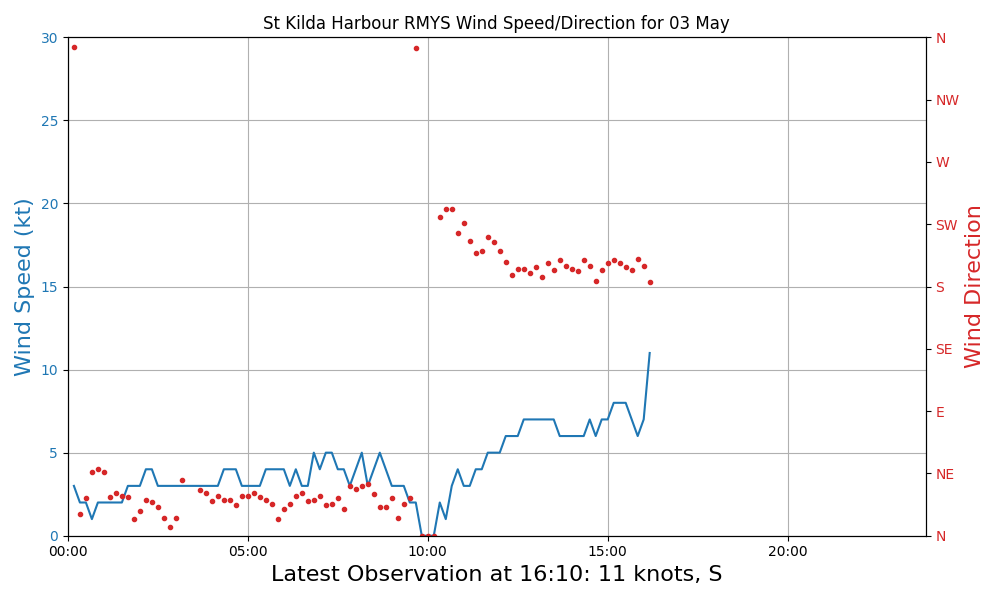 St Kilda Harbour RMYS Wind Speed/Direction for 03 May
30
25
20
15
10
5
0
Wind Speed (kt)
N
NW
W
SW
S
SE
E
NE
N
Wind Direction
00:00 05:00 10:00 15:00 20:00
Latest Observation at 16:10: 11 knots, S